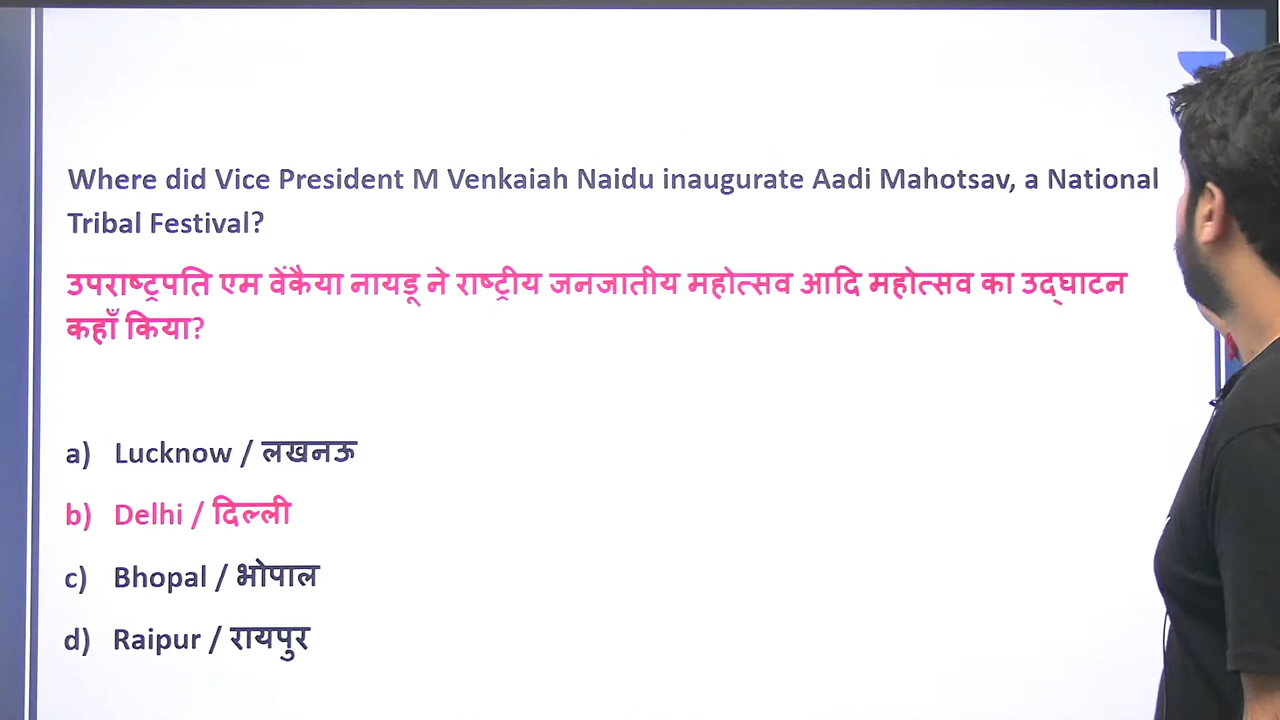 Where did Vice President M Venkaiah Naidu inaugurate Aadi Mahotsav, a National
Tribal Festival?
उपराष्ट्रपति एम वेंकैया नायडू ने राष्ट्रीय जनजातीय महोत्सव आदि महोत्सव का उद्घाटन
कहाँ किया?
a) Lucknow / लखनऊ
b) Delhi / दिल्ली
c) Bhopal / भोपाल
d) Raipur / रायपुर